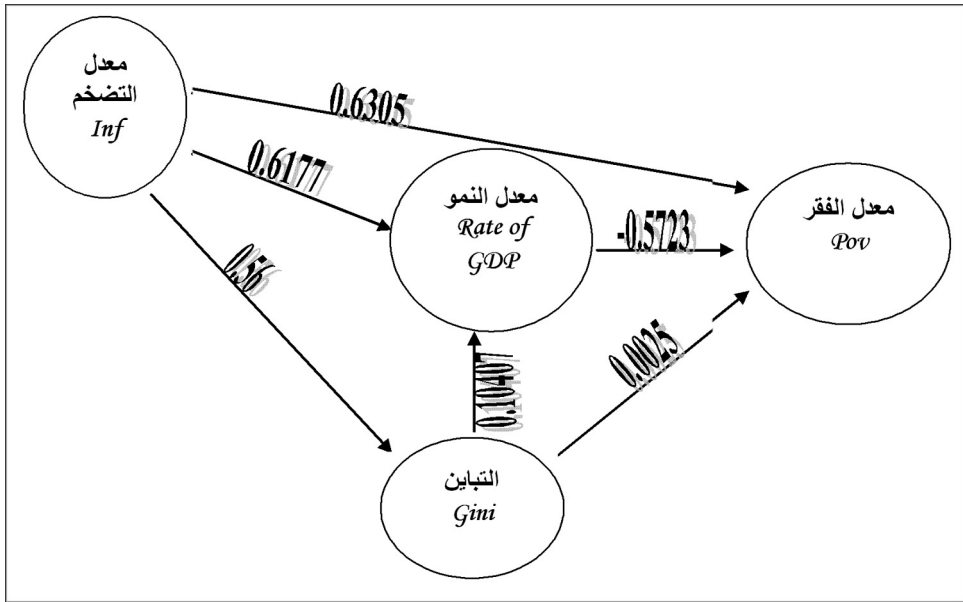 معدل
التضخم
Inf
0.6305
0.6177
معدل النمو
Rate of
GDP
-0.5723
معدل الفقر
Pov
0.56
0.10407
0.0025
التباين
Gini